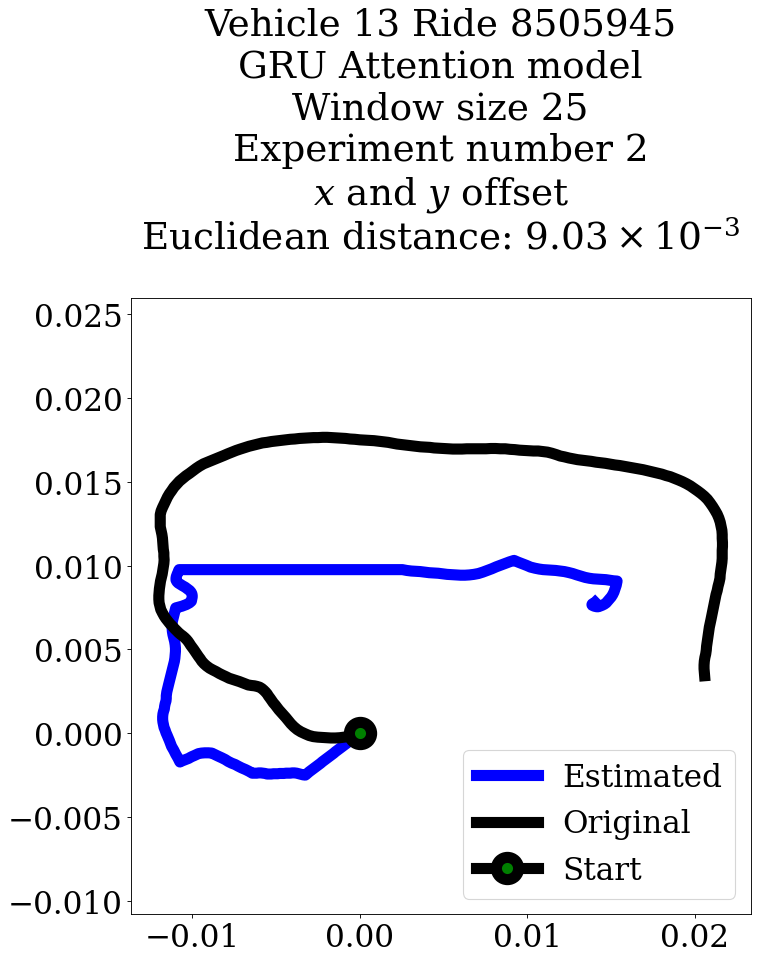 Vehicle 13 Ride 8505945
GRU Attention model
Window size 25
Experiment number 2
x and y offset
Euclidean distance: 9.03 × 10⁻³
0.025
0.020
0.015
0.010
0.005
0.000
−0.005
−0.010
−0.01
0.00
0.01
0.02
Estimated
Original
Start